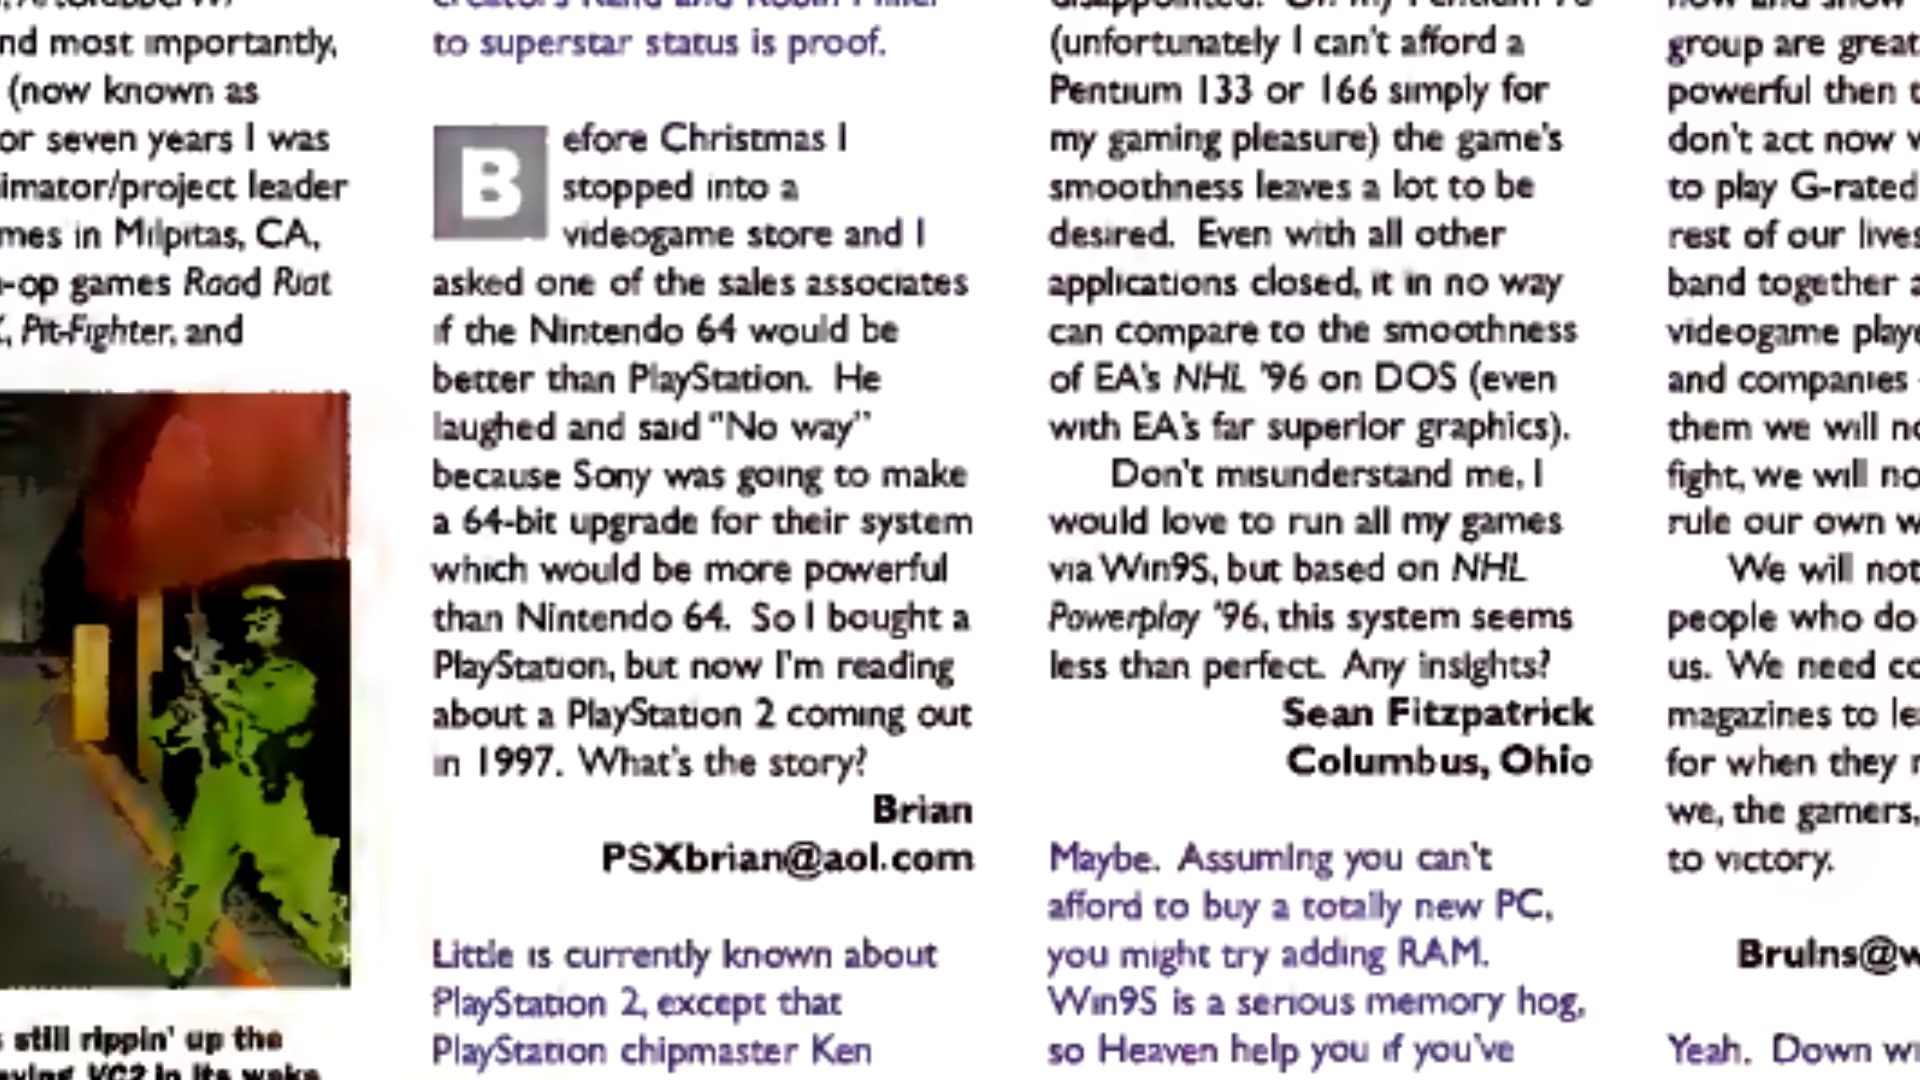 nd most importantly,
(now known as
or seven years I was
imator/project leader
mes in Milpitas, CA,
-op games Road Riot
, Pit-Fighter, and
still rippin' up the
VC2 in its wake
to superstar status is proof.
Before Christmas I
stopped into a
videogame store and I
asked one of the sales associates
if the Nintendo 64 would be
better than PlayStation. He
laughed and said “No way”
because Sony was going to make
a 64-bit upgrade for their system
which would be more powerful
than Nintendo 64. So I bought a
PlayStation, but now I'm reading
about a PlayStation 2 coming out
in 1997. What's the story?
Brian
PSXbrian@aol.com
Little is currently known about
PlayStation 2, except that
PlayStation chipmaster Ken
(unfortunately I can't afford a
Pentium 133 or 166 simply for
my gaming pleasure) the game's
smoothness leaves a lot to be
desired. Even with all other
applications closed, it in no way
can compare to the smoothness
of EA's NHL '96 on DOS (even
with EA's far superior graphics).
Don't misunderstand me, I
would love to run all my games
via Win95, but based on NHL
Powerplay '96, this system seems
less than perfect. Any insights?
Sean Fitzpatrick
Columbus, Ohio
Maybe. Assuming you can't
afford to buy a totally new PC,
you might try adding RAM.
Win95 is a serious memory hog,
so Heaven help you if you've
now and show
group are great
powerful then t
don't act now w
to play G-rated
rest of our lives
band together a
videogame playe
and companies
them we will no
fight, we will no
rule our own w
We will not
people who do
us. We need co
magazines to le
for when they r
we, the gamers,
to victory.
Bruins@w
Yeah. Down wi